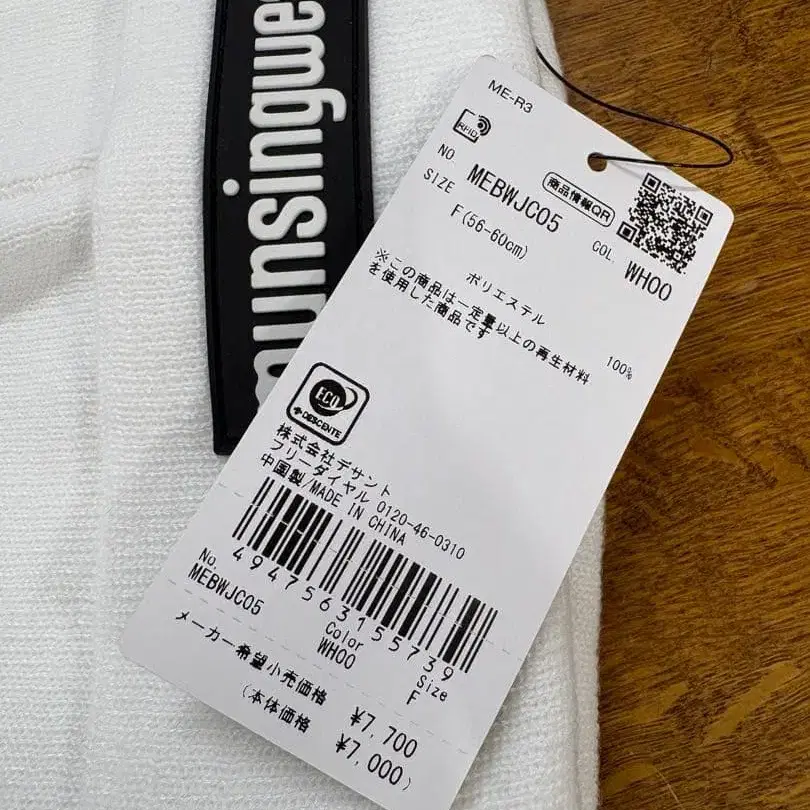 munsingwe
ME-R3
RFID
NO MEBWJC05
商品情報QR
SIZE F(56-60cm)
COL. WH00
ポリエステル 100%
※この商品は一定量以上の再生材料
を使用した商品です
ECO
DESCENTE
株式会社デサント
フリーダイヤル 0120-46-0310
中国製/MADE IN CHINA
4947563155739
No. Color Size
MEBWJC05 WH00 F
メーカー希望小売価格 ¥7,700
(本体価格 ¥7,000)